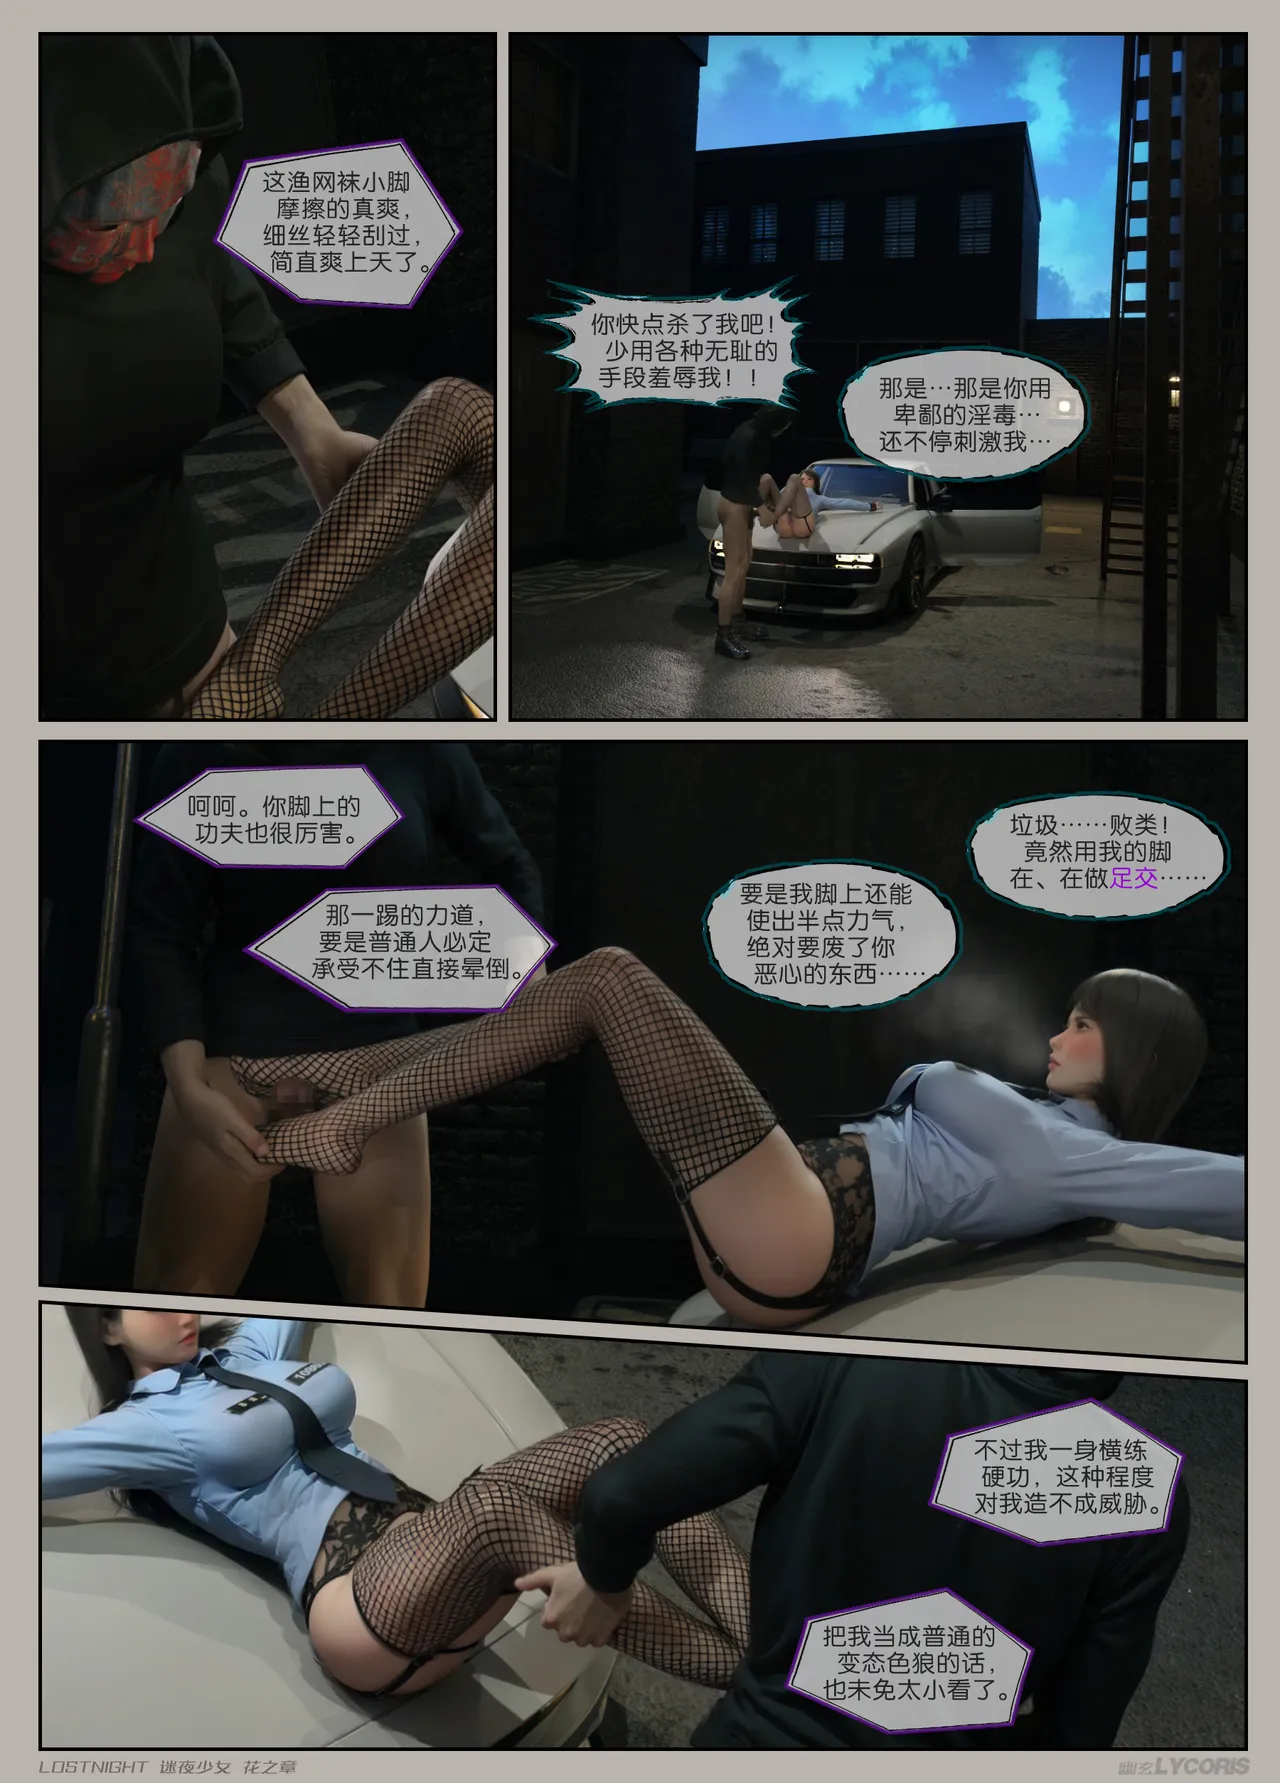 这渔网袜小脚
摩擦的真爽，
细丝轻轻刮过，
简直爽上天了。
你快点杀了我吧！
少用各种无耻的
手段羞辱我！！
那是…那是你用
卑鄙的淫毒…
还不停刺激我…
呵呵。你脚上的
功夫也很厉害。
那一踢的力道，
要是普通人必定
承受不住直接晕倒。
垃圾……败类！
竟然用我的脚
在、在做足交……
要是我脚上还能
使出半点力气，
绝对要废了你
恶心的东西……
不过我一身横练
硬功，这种程度
对我造不成威胁。
把我当成普通的
变态色狼的话，
也未免太小看了。
LOSTNIGHT 迷夜少女 花之章
幽玄LYCORIS